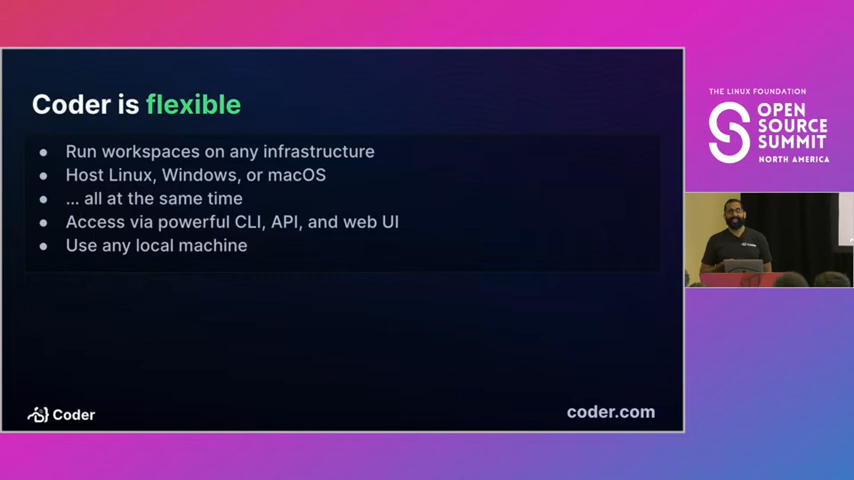 Coder is flexible
● Run workspaces on any infrastructure
● Host Linux, Windows, or macOS
● ... all at the same time
● Access via powerful CLI, API, and web UI
● Use any local machine
Coder
coder.com
THE LINUX FOUNDATION
OPEN
SOURCE
SUMMIT
NORTH AMERICA